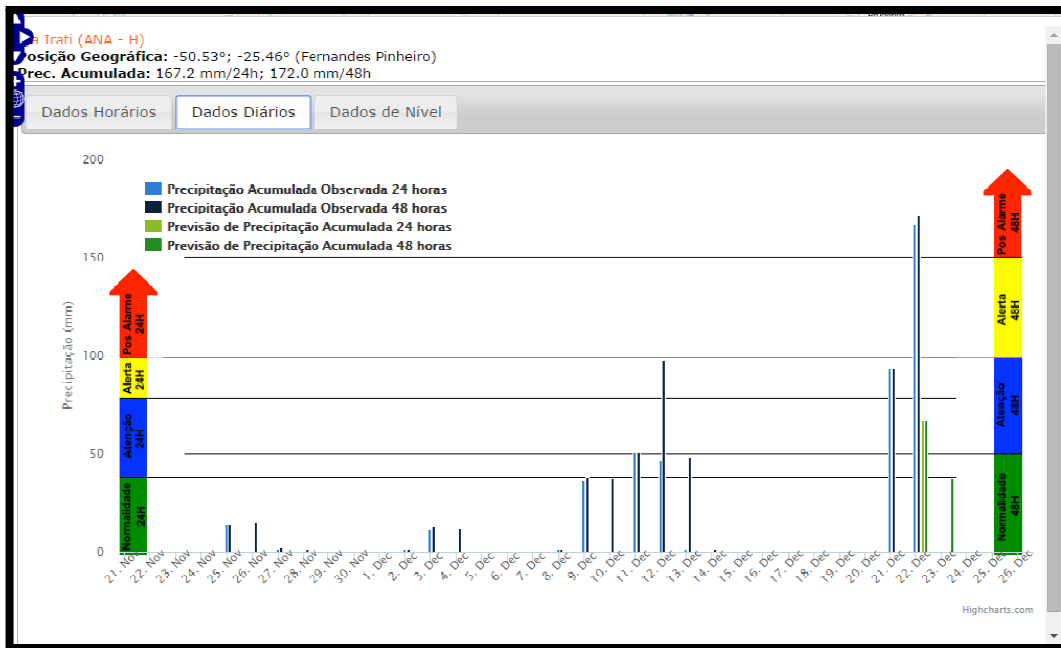 Irati (ANA - H)
Posição Geográfica: -50.53°; -25.46° (Fernandes Pinheiro)
Prec. Acumulada: 167.2 mm/24h; 172.0 mm/48h
Dados Horários
Dados Diários
Dados de Nível
Precipitação Acumulada Observada 24 horas
Precipitação Acumulada Observada 48 horas
Previsão de Precipitação Acumulada 24 horas
Previsão de Precipitação Acumulada 48 horas
Precipitação (mm)
200
150
100
50
0
Pos Alarme
24H
Alerta
24H
Atenção
24H
Normalidade
24H
Pos Alarme
48H
Alerta
48H
Atenção
48H
Normalidade
48H
21. Nov
22. Nov
23. Nov
24. Nov
25. Nov
26. Nov
27. Nov
28. Nov
29. Nov
30. Nov
1. Dec
2. Dec
3. Dec
4. Dec
5. Dec
6. Dec
7. Dec
8. Dec
9. Dec
10. Dec
11. Dec
12. Dec
13. Dec
14. Dec
15. Dec
16. Dec
17. Dec
18. Dec
19. Dec
20. Dec
21. Dec
22. Dec
23. Dec
24. Dec
25. Dec
26. Dec
Highcharts.com